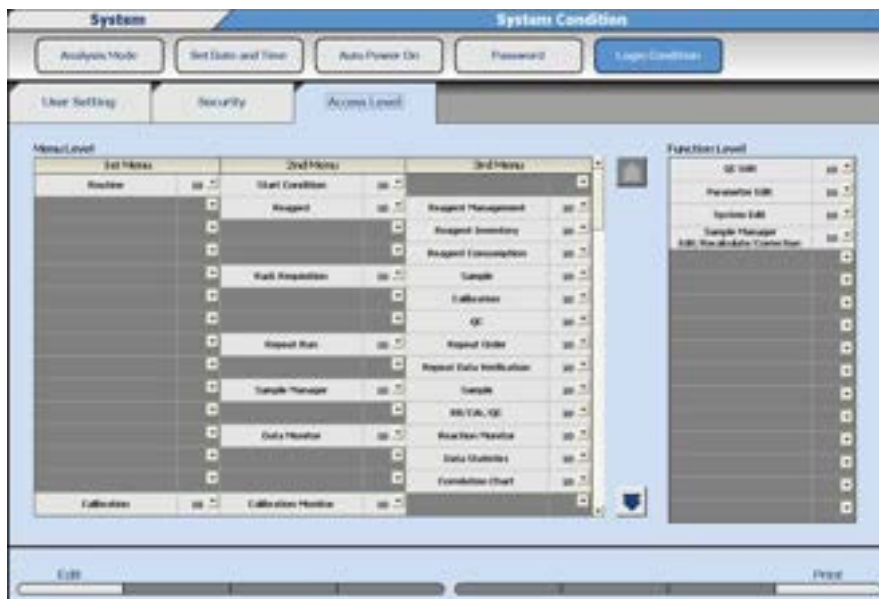 System
System Condition
Analysis Mode
Set Date and Time
Auto Power On
Password
Login Condition
User Setting
Security
Access Level
Menu Level
Function Level
1st Menu
2nd Menu
3rd Menu
Routine
Start Condition
Reagent
Reagent Management
Reagent Inventory
Reagent Consumption
Rack Requisition
Sample
Calibration
QC
Repeat Run
Repeat Order
Repeat Data Verification
Sample Manager
Sample
RB/CAL/QC
Data Monitor
Reaction Monitor
Data Statistics
Correlation Chart
Calibration
Calibration Monitor
QC Edit
Parameter Edit
System Edit
Sample Manager
Edit/Recalculate/Correction
Edit
Print